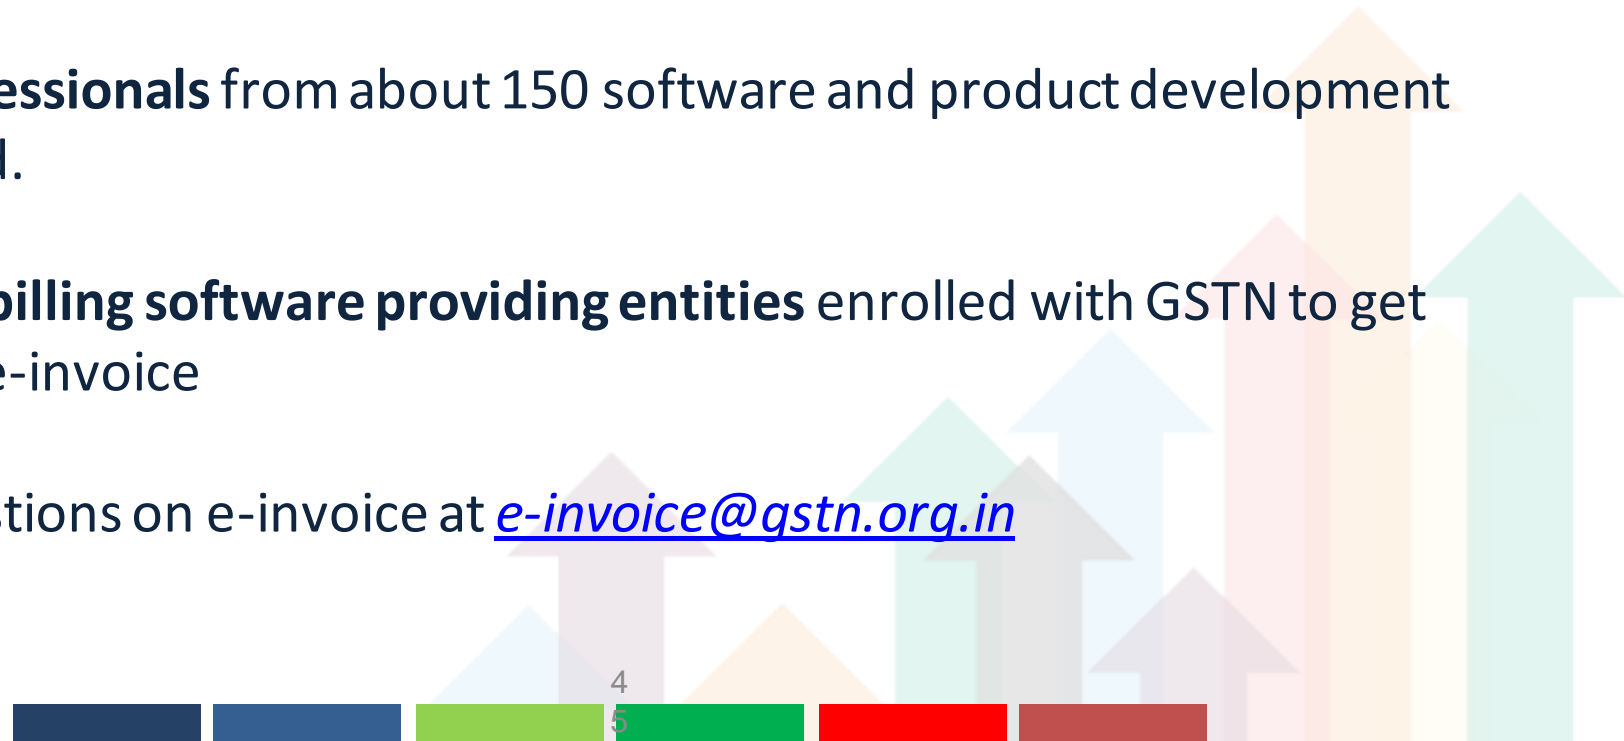 essionals from about 150 software and product development
d.
billing software providing entities enrolled with GSTN to get
e-invoice
stions on e-invoice at e-invoice@gstn.org.in
4
5